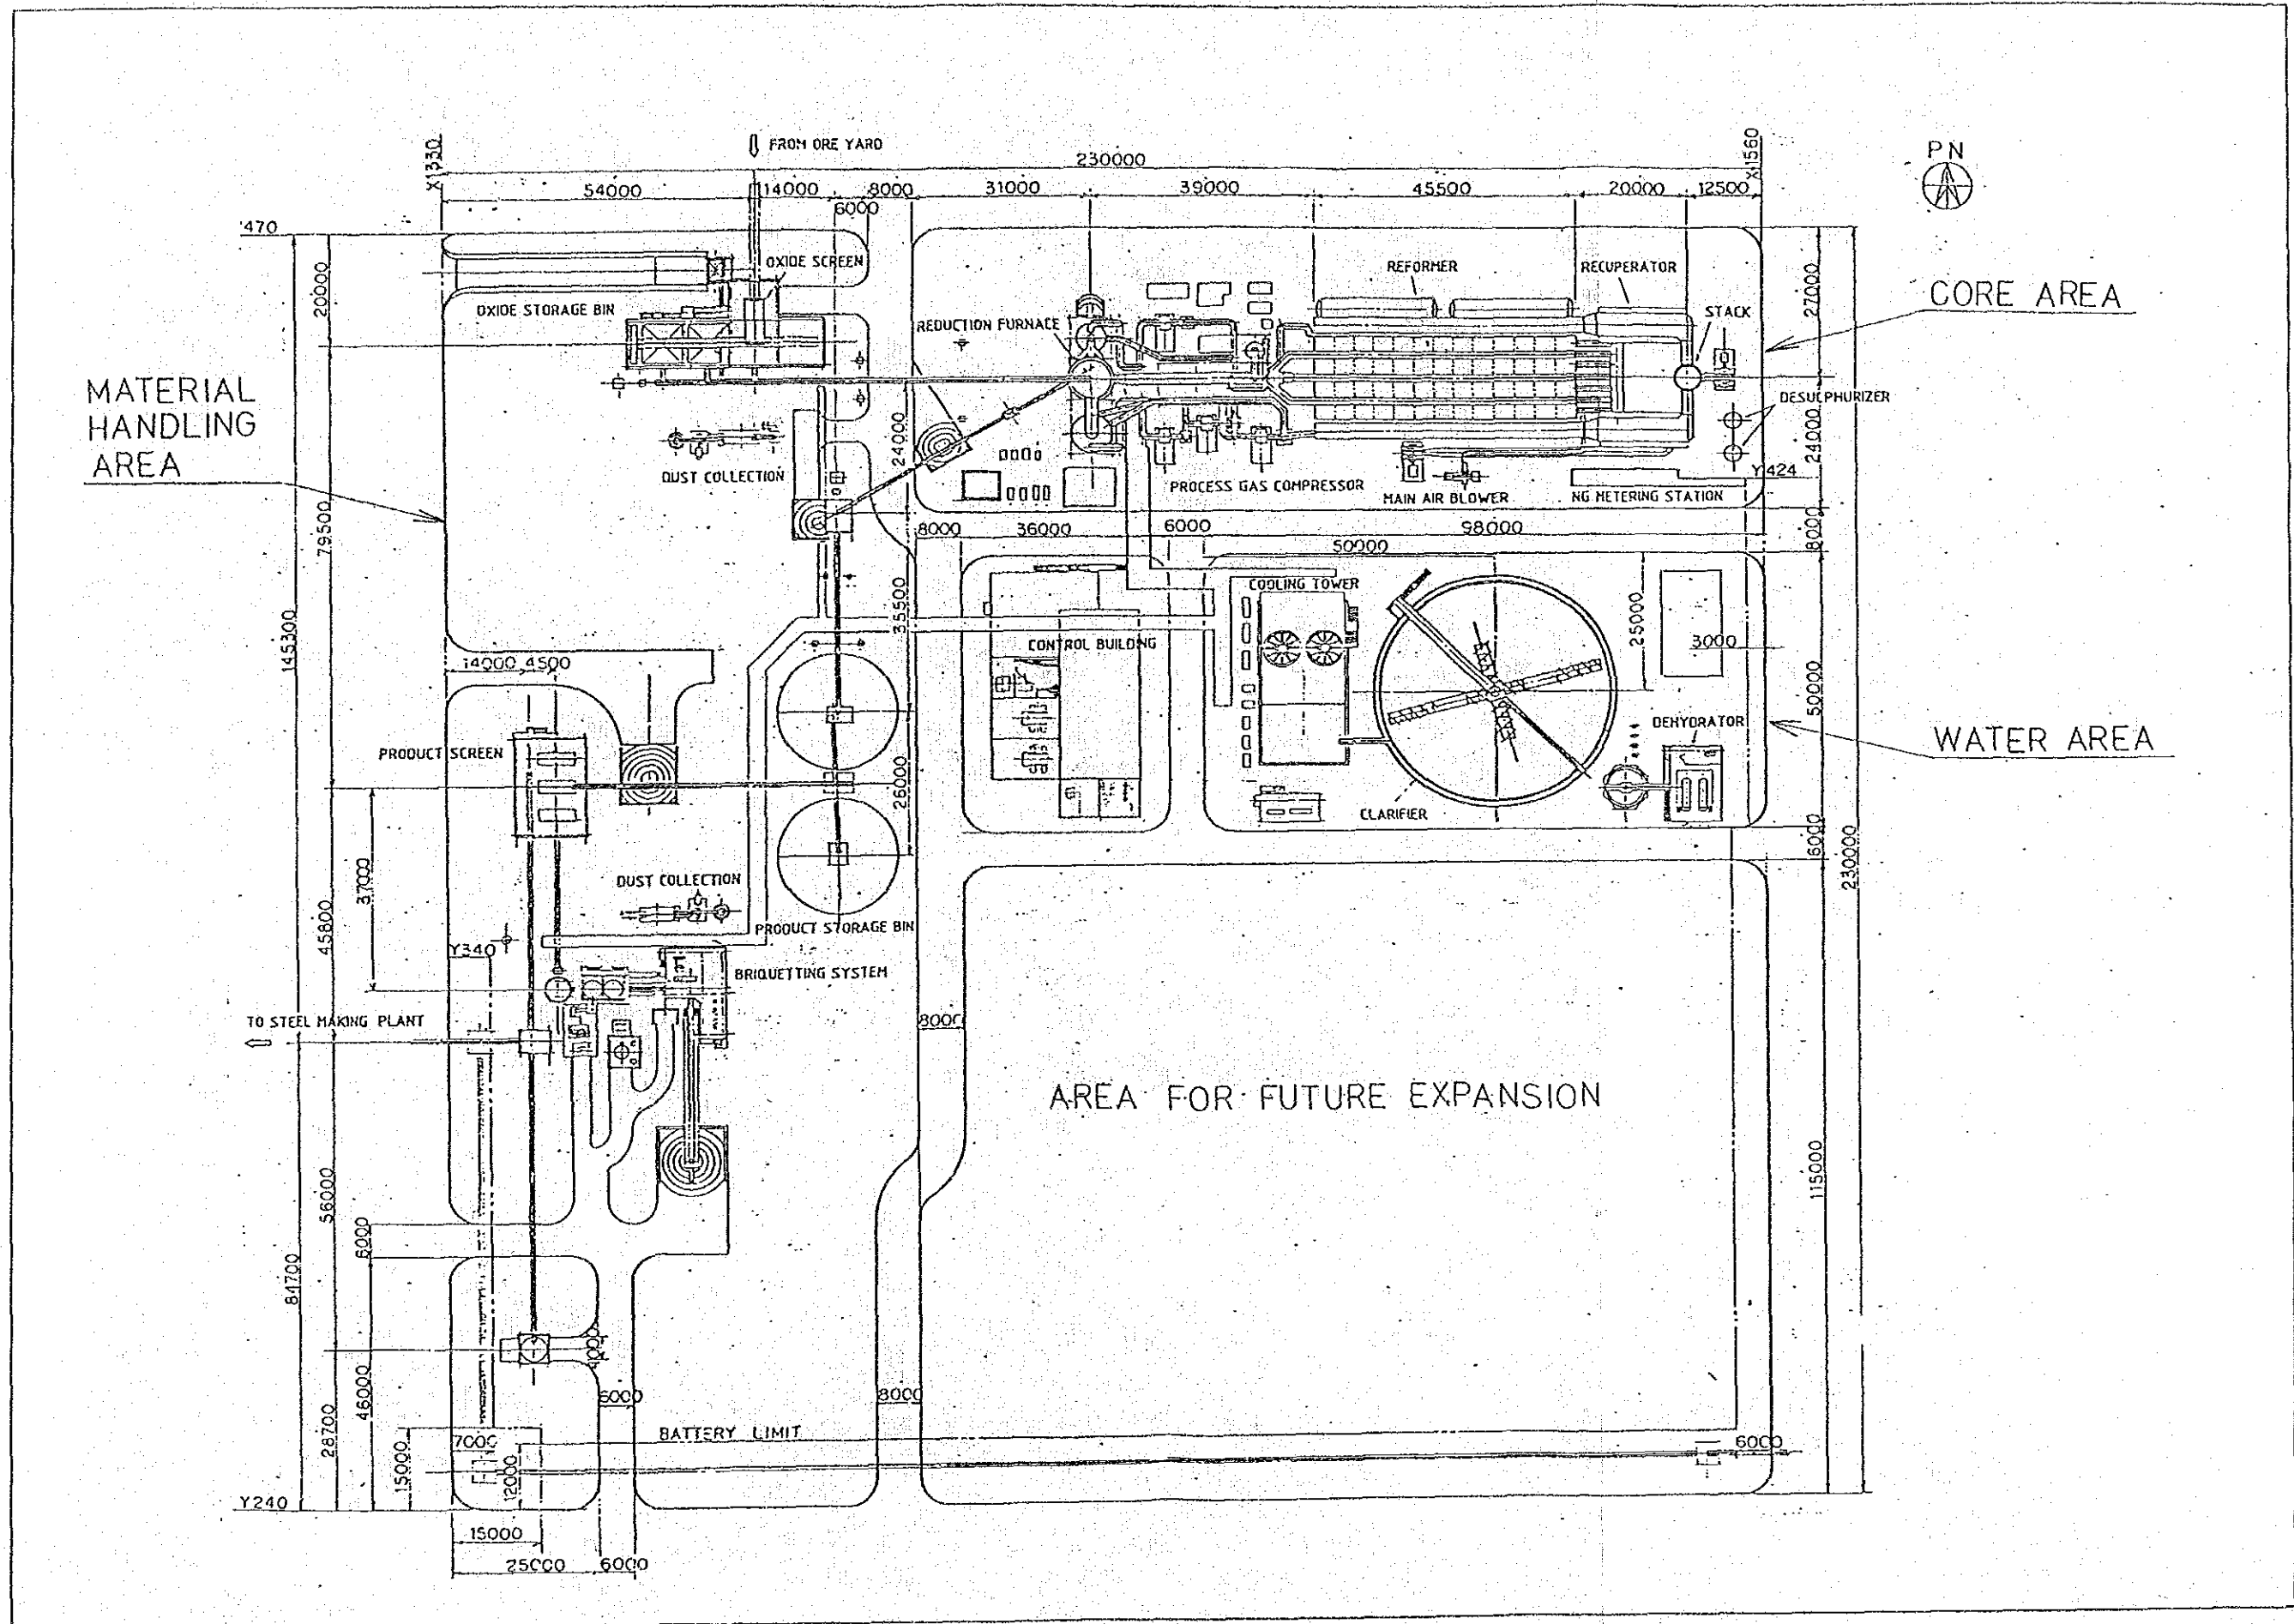 FROM ORE YARD
X1330
230000
X1560
PN
54000
14000
8000
31000
39000
45500
20000
12500
6000
470
OXIDE SCREEN
REFORMER
RECUPERATOR
CORE AREA
20000
27000
OXIDE STORAGE BIN
REDUCTION FURNACE
STACK
MATERIAL
HANDLING
AREA
DESULPHURIZER
24000
24000
DUST COLLECTION
PROCESS GAS COMPRESSOR
MAIN AIR BLOWER
NG METERING STATION
Y424
79500
8000
36000
6000
98000
8000
50000
COOLING TOWER
35500
25000
145300
CONTROL BUILDING
3000
14000
4500
50000
DEHYDRATOR
PRODUCT SCREEN
WATER AREA
26000
CLARIFIER
6000
230000
37000
DUST COLLECTION
45800
PRODUCT STORAGE BIN
Y340
BRIQUETTING SYSTEM
TO STEEL MAKING PLANT
8000
AREA FOR FUTURE EXPANSION
115000
56000
6000
84700
46000
6000
8000
28700
BATTERY LIMIT
7000
6000
15000
12000
Y240
15000
25000
6000